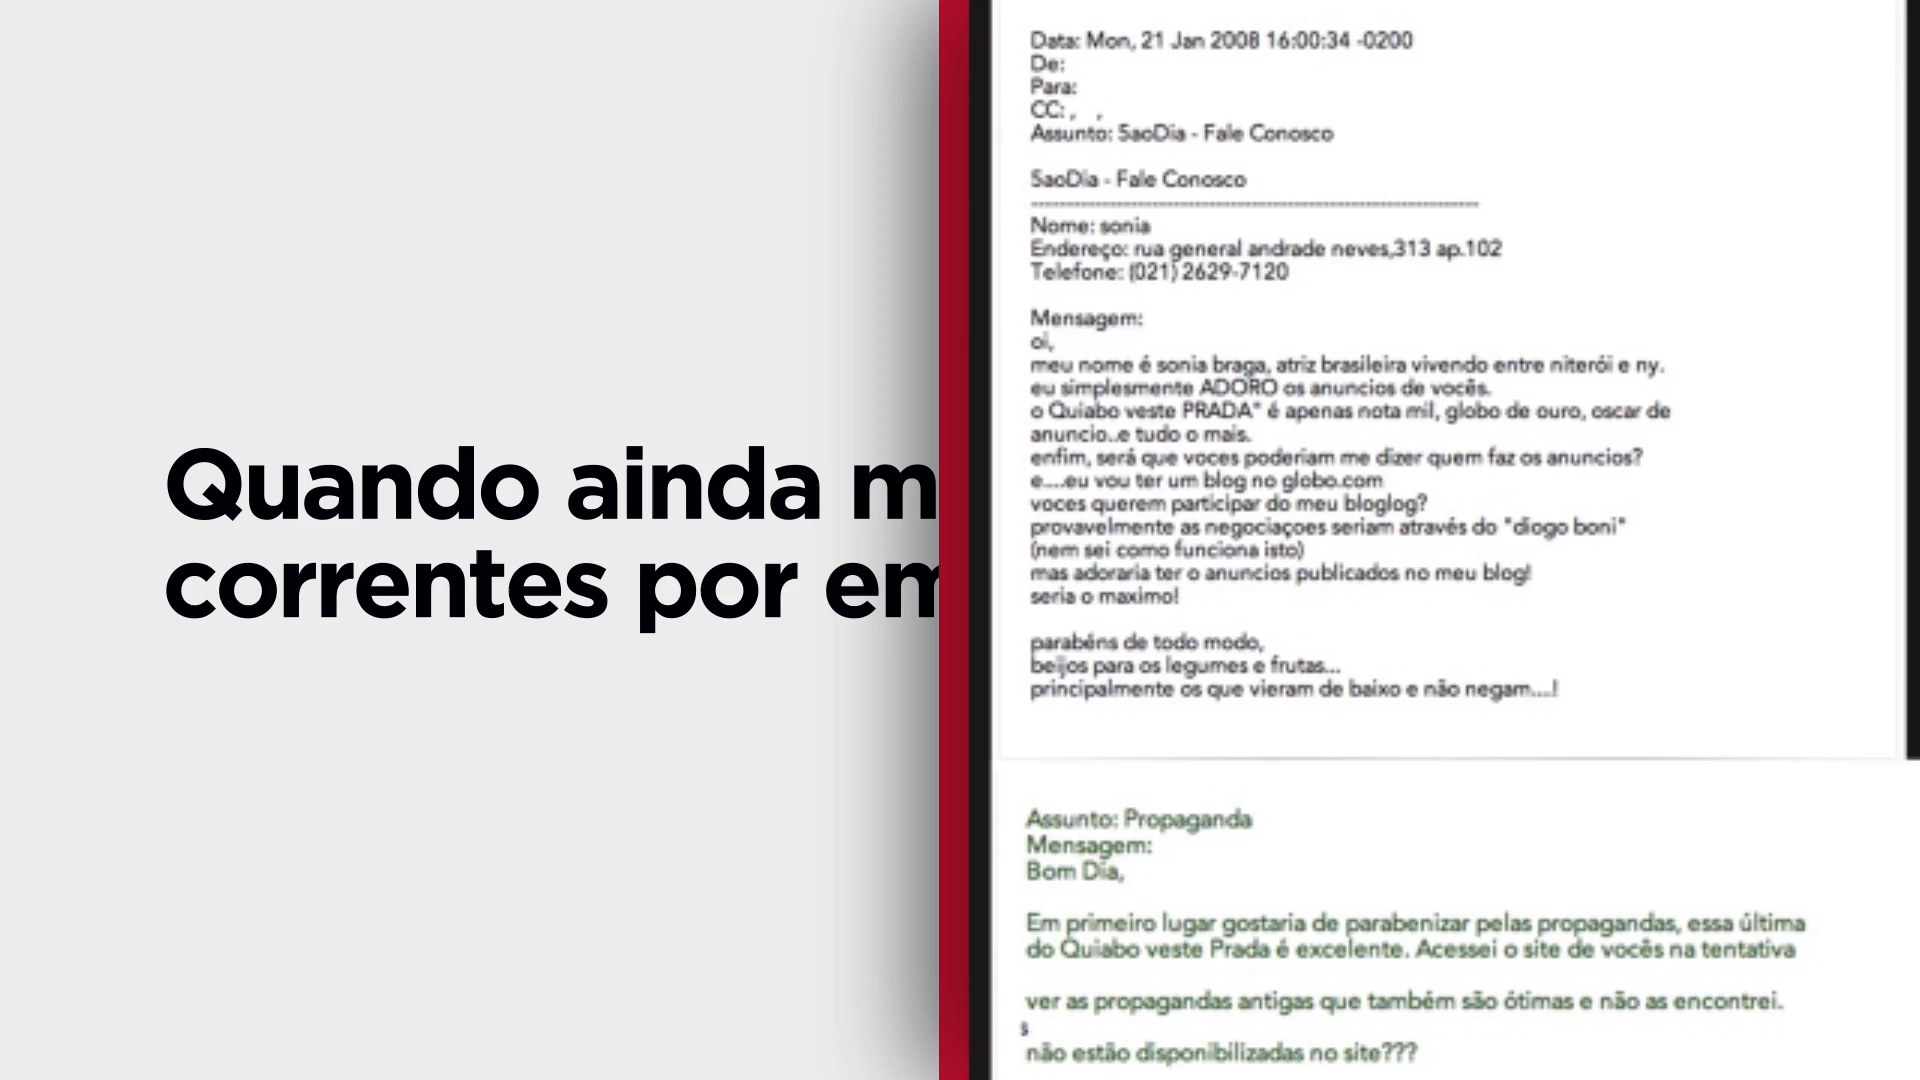 Quando ainda m
correntes por em
Data: Mon, 21 Jan 2008 16:00:34 -0200
De:
Para:
CC: , ,
Assunto: 5aoDia - Fale Conosco
5aoDia - Fale Conosco
----------------------------------------------------------------
Nome: sonia
Endereço: rua general andrade neves,313 ap.102
Telefone: (021) 2629-7120
Mensagem:
oi,
meu nome é sonia braga, atriz brasileira vivendo entre niterói e ny.
eu simplesmente ADORO os anuncios de vocês.
o Quiabo veste PRADA" é apenas nota mil, globo de ouro, oscar de
anuncio..e tudo o mais.
enfim, será que voces poderiam me dizer quem faz os anuncios?
e....eu vou ter um blog no globo.com
voces querem participar do meu bloglog?
provavelmente as negociaçoes seriam através do "diogo boni"
(nem sei como funciona isto)
mas adoraria ter o anuncios publicados no meu blog!
seria o maximo!
parabéns de todo modo,
beijos para os legumes e frutas...
principalmente os que vieram de baixo e não negam....!
Assunto: Propaganda
Mensagem:
Bom Dia,
Em primeiro lugar gostaria de parabenizar pelas propagandas, essa última
do Quiabo veste Prada é excelente. Acessei o site de vocês na tentativa
ver as propagandas antigas que também são ótimas e não as encontrei.
s
não estão disponibilizadas no site???